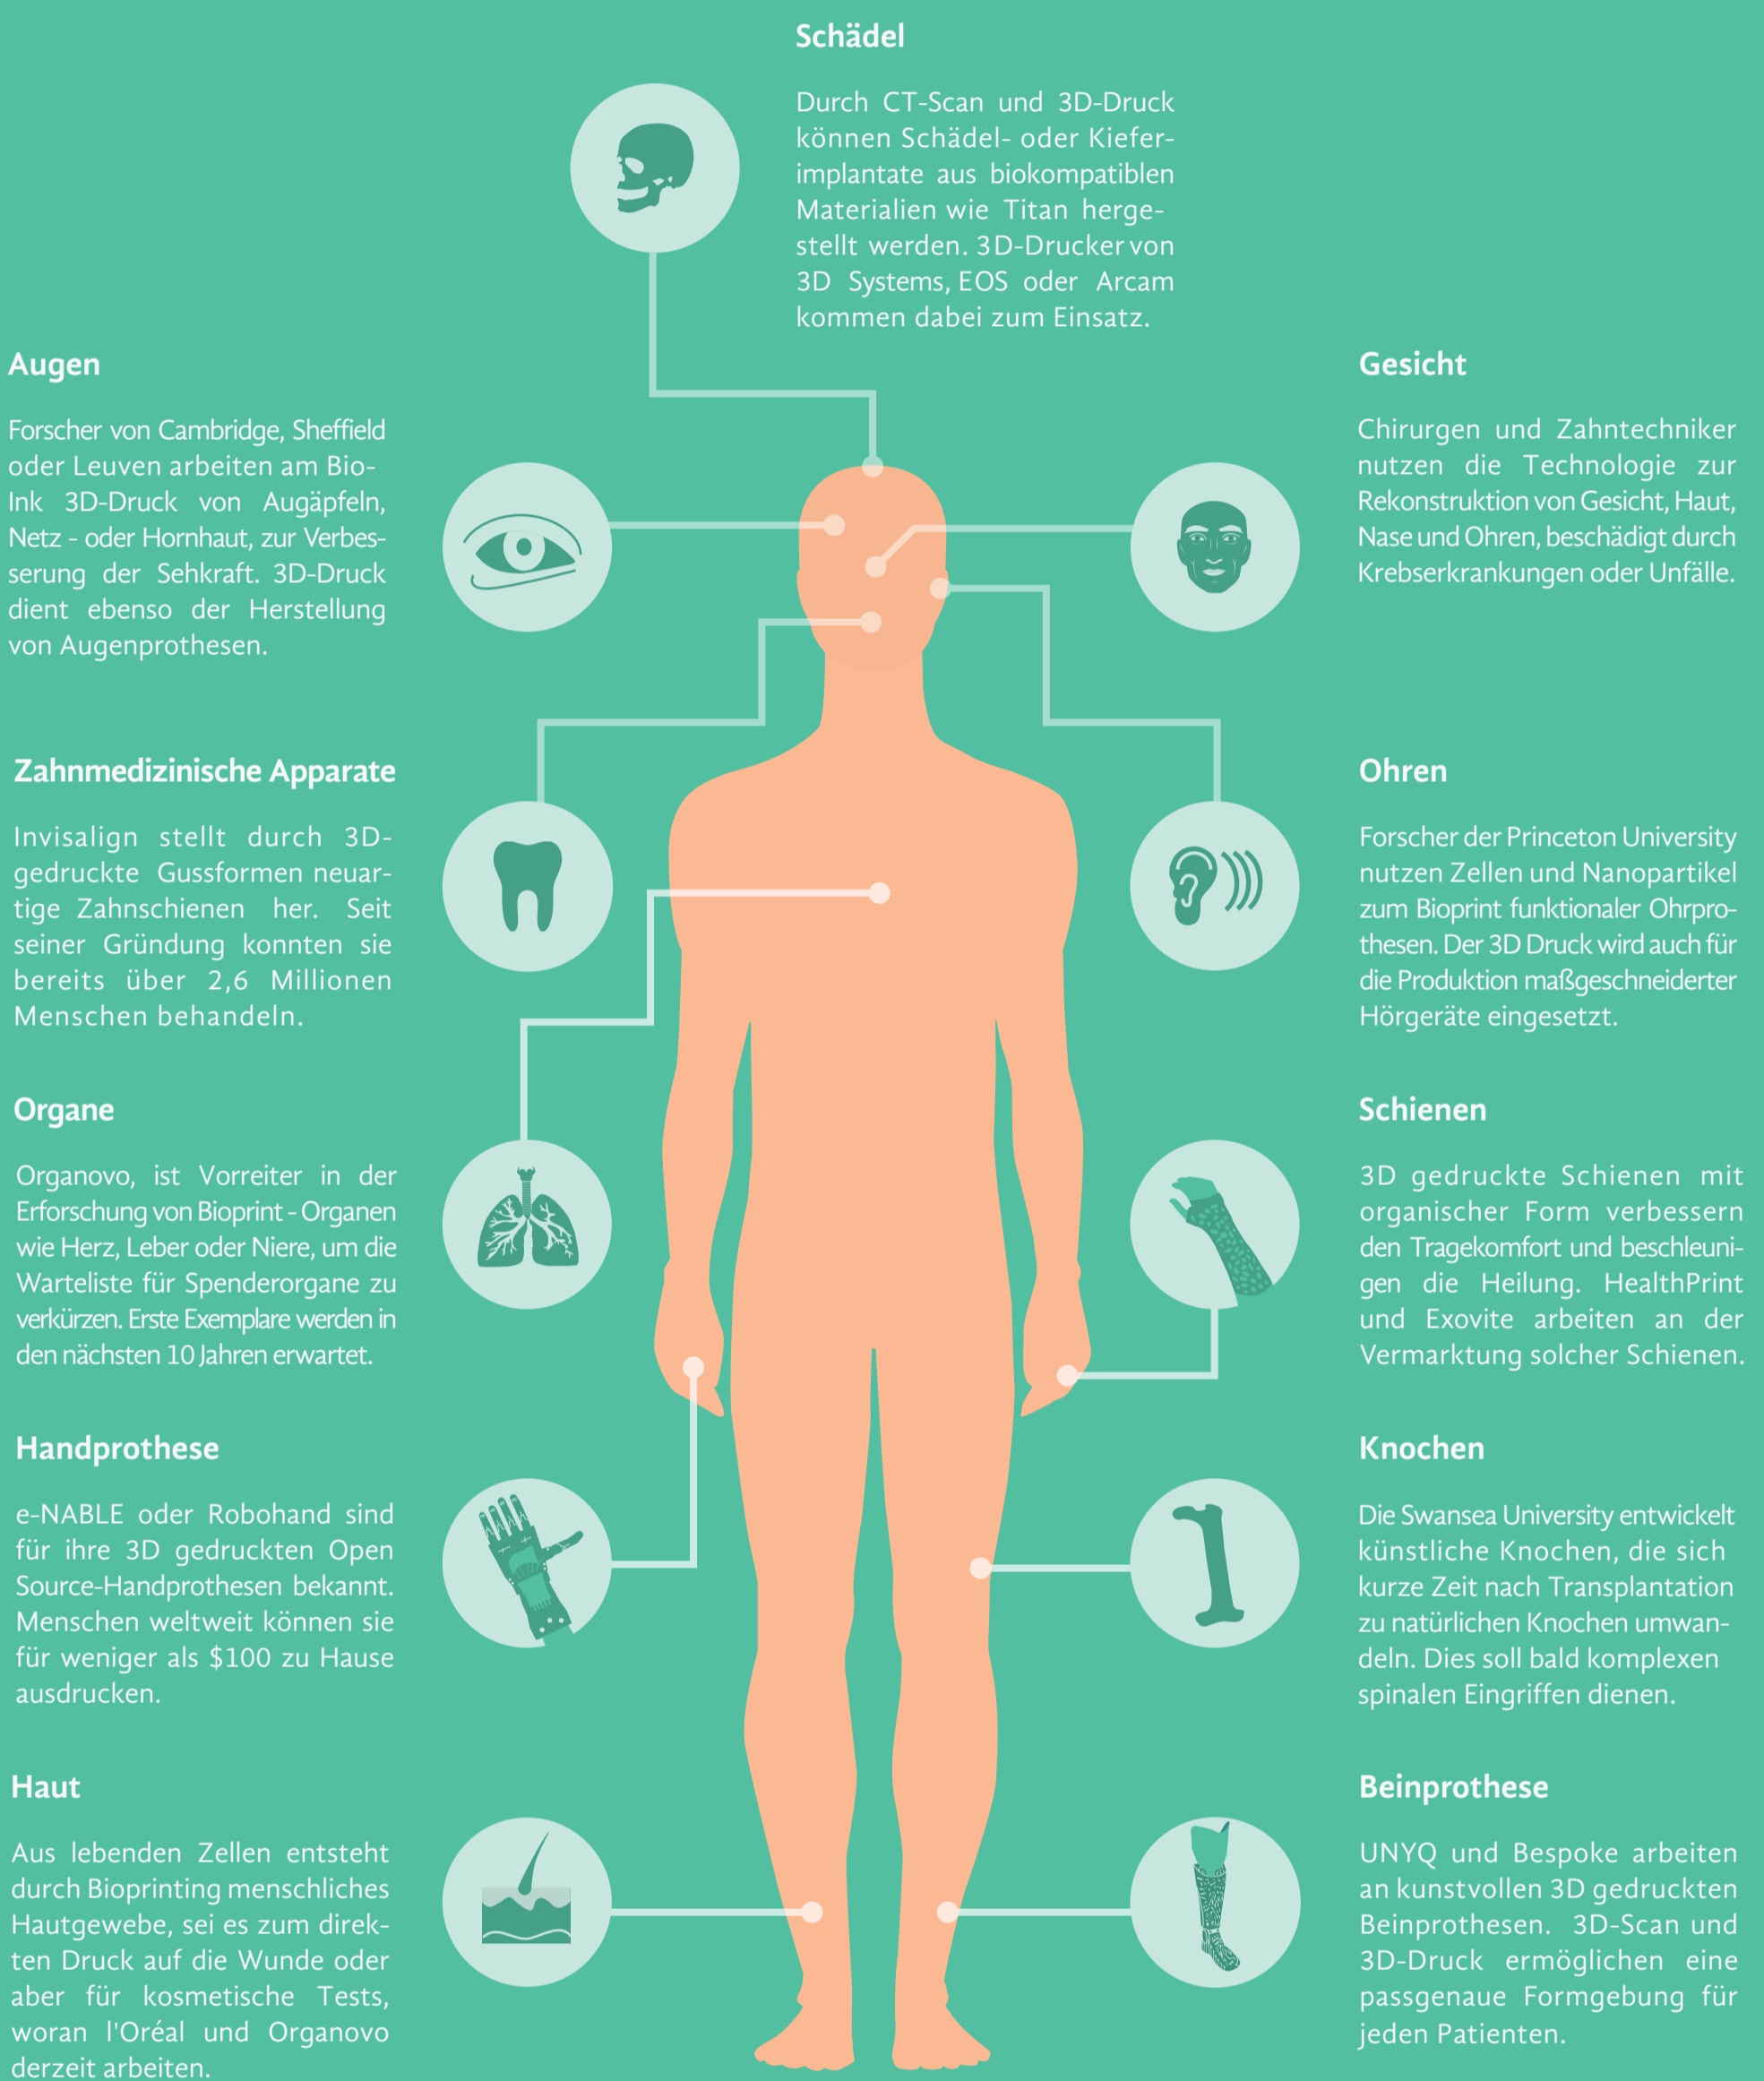 Schädel
Durch CT-Scan und 3D-Druck
können Schädel- oder Kiefer-
implantate aus biokompatiblen
Materialien wie Titan herge-
stellt werden. 3D-Drucker von
3D Systems, EOS oder Arcam
kommen dabei zum Einsatz.
Augen
Forscher von Cambridge, Sheffield
oder Leuven arbeiten am Bio-
Ink 3D-Druck von Augäpfeln,
Netz - oder Hornhaut, zur Verbes-
serung der Sehkraft. 3D-Druck
dient ebenso der Herstellung
von Augenprothesen.
Gesicht
Chirurgen und Zahntechniker
nutzen die Technologie zur
Rekonstruktion von Gesicht, Haut,
Nase und Ohren, beschädigt durch
Krebserkrankungen oder Unfälle.
Zahnmedizinische Apparate
Invisalign stellt durch 3D-
gedruckte Gussformen neuar-
tige Zahnschienen her. Seit
seiner Gründung konnten sie
bereits über 2,6 Millionen
Menschen behandeln.
Ohren
Forscher der Princeton University
nutzen Zellen und Nanopartikel
zum Bioprint funktionaler Ohrpro-
thesen. Der 3D Druck wird auch für
die Produktion maßgeschneiderter
Hörgeräte eingesetzt.
Organe
Organovo, ist Vorreiter in der
Erforschung von Bioprint - Organen
wie Herz, Leber oder Niere, um die
Warteliste für Spenderorgane zu
verkürzen. Erste Exemplare werden in
den nächsten 10 Jahren erwartet.
Schienen
3D gedruckte Schienen mit
organischer Form verbessern
den Tragekomfort und beschleuni-
gen die Heilung. HealthPrint
und Exovite arbeiten an der
Vermarktung solcher Schienen.
Handprothese
e-NABLE oder Robohand sind
für ihre 3D gedruckten Open
Source-Handprothesen bekannt.
Menschen weltweit können sie
für weniger als $100 zu Hause
ausdrucken.
Knochen
Die Swansea University entwickelt
künstliche Knochen, die sich
kurze Zeit nach Transplantation
zu natürlichen Knochen umwan-
deln. Dies soll bald komplexen
spinalen Eingriffen dienen.
Haut
Aus lebenden Zellen entsteht
durch Bioprinting menschliches
Hautgewebe, sei es zum direk-
ten Druck auf die Wunde oder
aber für kosmetische Tests,
woran l'Oréal und Organovo
derzeit arbeiten.
Beinprothese
UNYQ und Bespoke arbeiten
an kunstvollen 3D gedruckten
Beinprothesen. 3D-Scan und
3D-Druck ermöglichen eine
passgenaue Formgebung für
jeden Patienten.